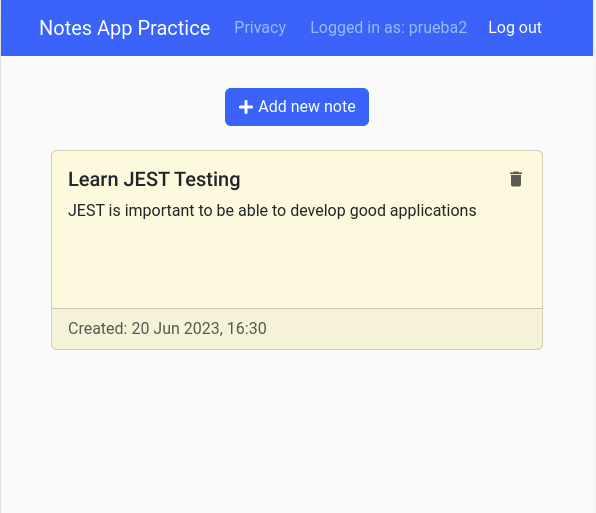 Notes App Practice Privacy Logged in as: prueba2 Log out
Add new note
Learn JEST Testing
JEST is important to be able to develop good applications
Created: 20 Jun 2023, 16:30